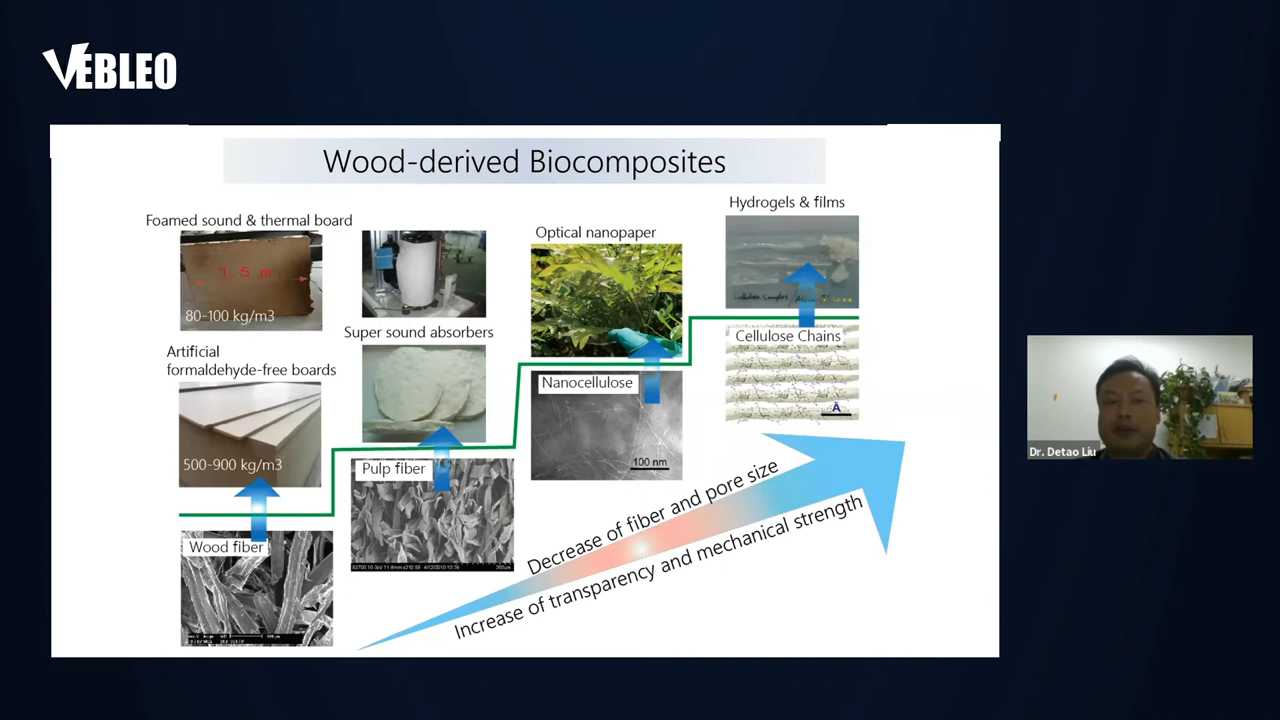 VEBLEO
Wood-derived Biocomposites
Foamed sound & thermal board
1.5 m
80-100 kg/m3
Artificial
formaldehyde-free boards
500-900 kg/m3
Wood fiber
Super sound absorbers
Pulp fiber
Optical nanopaper
Nanocellulose
100 nm
Hydrogels & films
Cellulose Chains
Å
Decrease of fiber and pore size
Increase of transparency and mechanical strength
Dr. Detao Liu